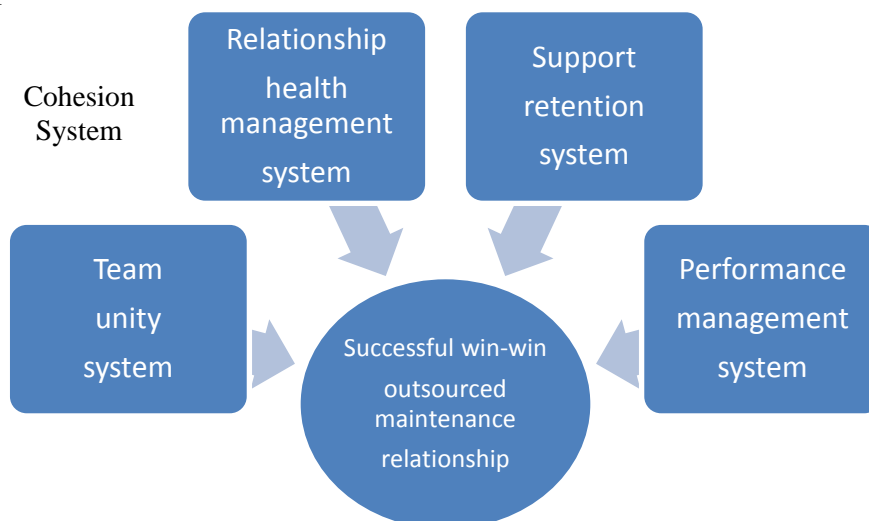 Cohesion
System
Relationship
health
management
system
Support
retention
system
Team
unity
system
Performance
management
system
Successful win-win
outsourced
maintenance
relationship